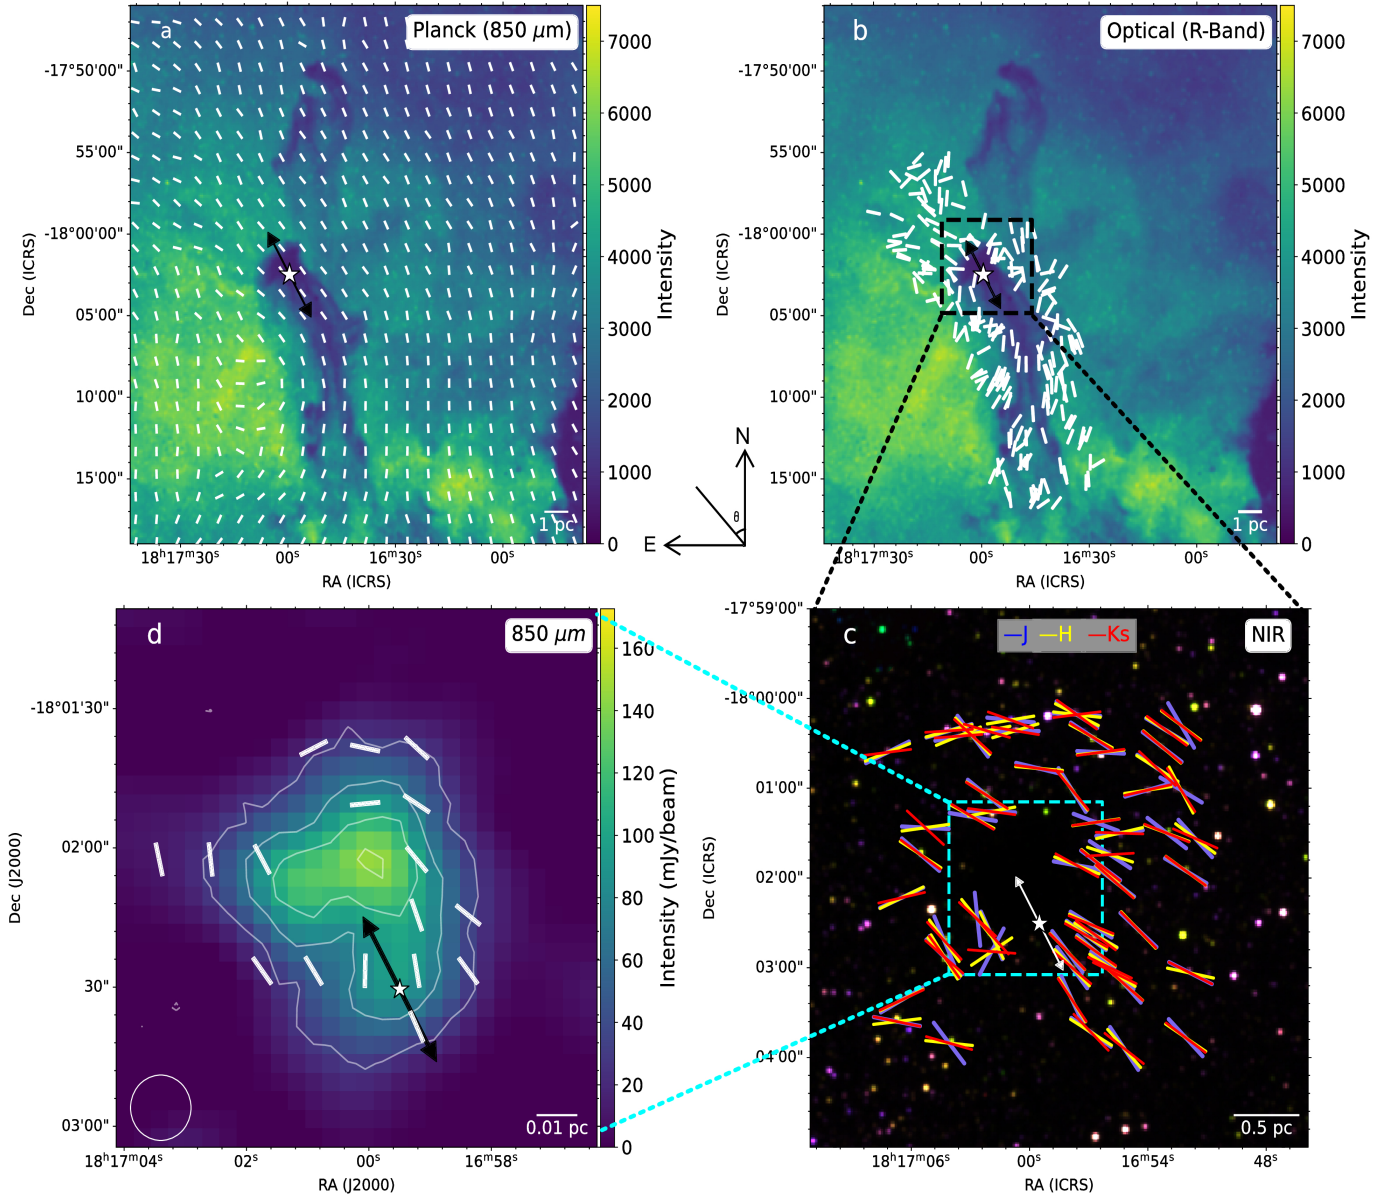 a
Planck (850 μm)
-17°50'00"
55'00"
-18°00'00"
05'00"
10'00"
15'00"
Dec (ICRS)
18ʰ17ᵐ30ˢ
00ˢ
16ᵐ30ˢ
00ˢ
RA (ICRS)
1 pc
7000
6000
5000
4000
3000
2000
1000
0
Intensity
N
θ
E
b
Optical (R-Band)
-17°50'00"
55'00"
-18°00'00"
05'00"
10'00"
15'00"
Dec (ICRS)
18ʰ17ᵐ30ˢ
00ˢ
16ᵐ30ˢ
00ˢ
RA (ICRS)
1 pc
7000
6000
5000
4000
3000
2000
1000
0
Intensity
d
850 μm
-18°01'30"
02'00"
30"
03'00"
Dec (J2000)
18ʰ17ᵐ04ˢ
02ˢ
00ˢ
16ᵐ58ˢ
RA (J2000)
0.01 pc
160
140
120
100
80
60
40
20
0
Intensity (mJy/beam)
c
—J —H —Ks
NIR
-17°59'00"
-18°00'00"
01'00"
02'00"
03'00"
04'00"
Dec (ICRS)
18ʰ17ᵐ06ˢ
00ˢ
16ᵐ54ˢ
48ˢ
RA (ICRS)
0.5 pc